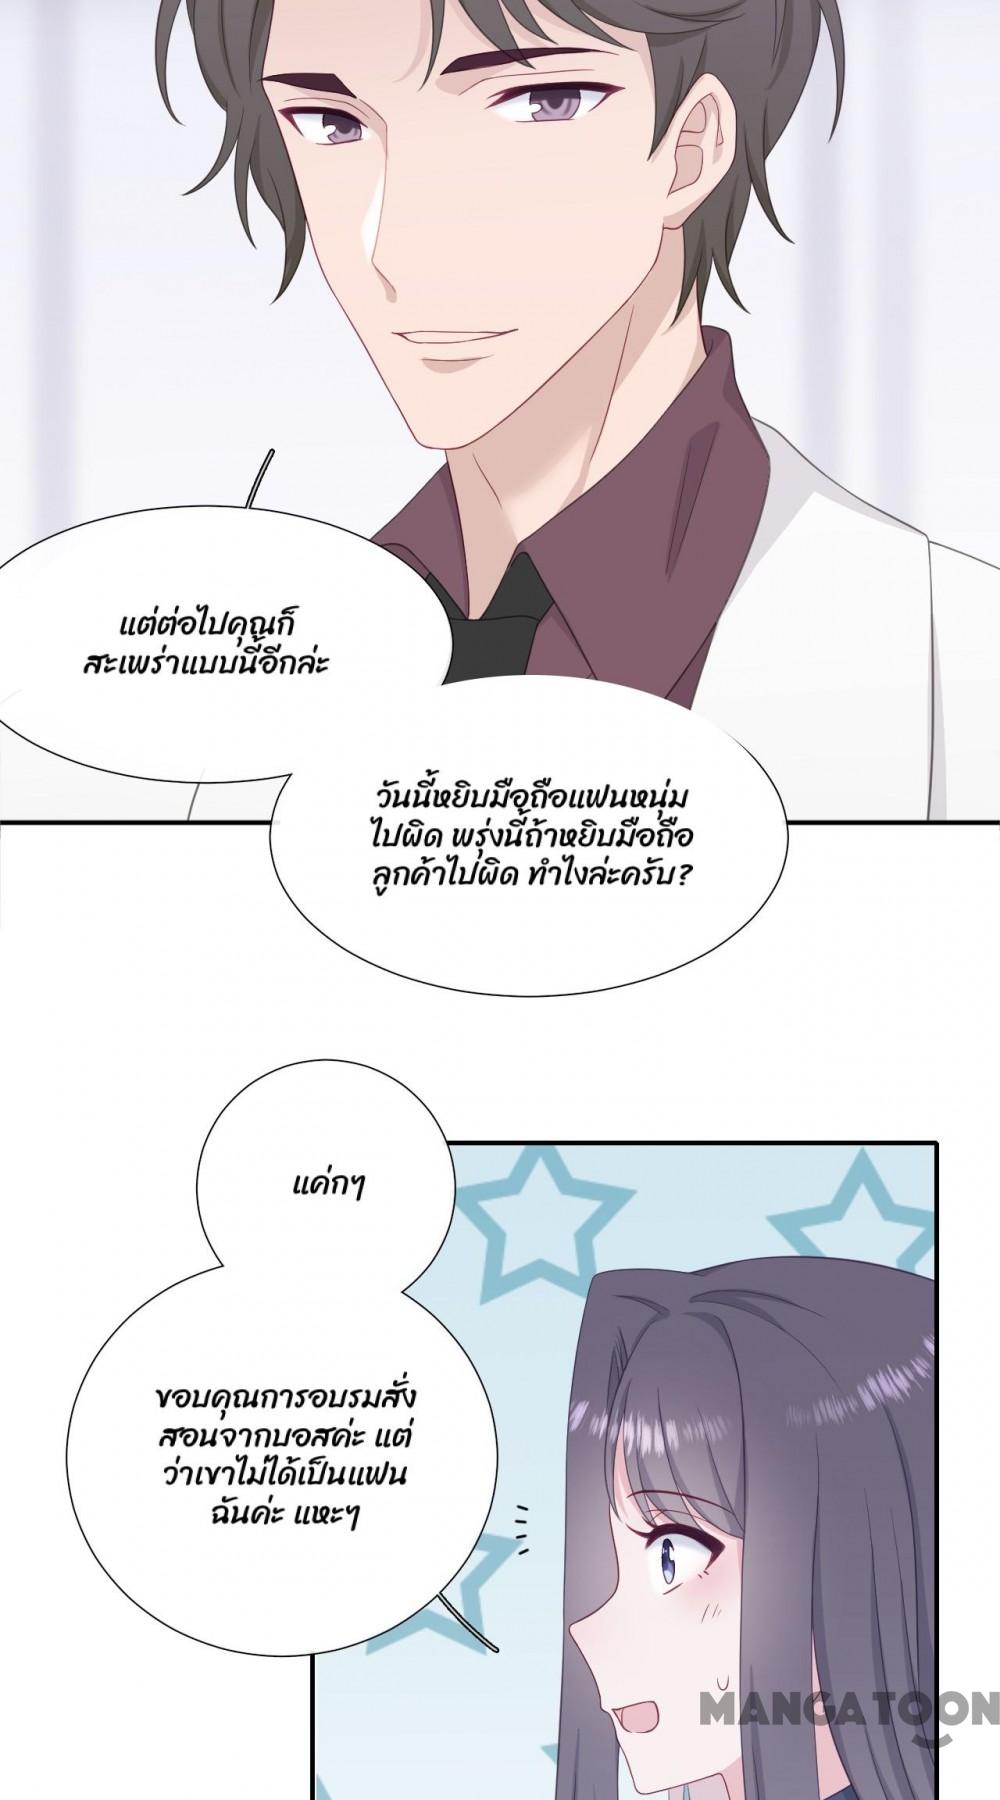 แต่ต่อไปคุณก็
สะเพร่าแบบนี้อีกล่ะ
วันนี้หยิบมือถือแฟนหนุ่ม
ไปผิด พรุ่งนี้ถ้าหยิบมือถือ
ลูกค้าไปผิด ทำไงล่ะครับ?
แค่กๆ
ขอบคุณการอบรมสั่ง
สอนจากบอสค่ะ แต่
ว่าเขาไม่ได้เป็นแฟน
ฉันค่ะ แหะๆ
MANGATOON